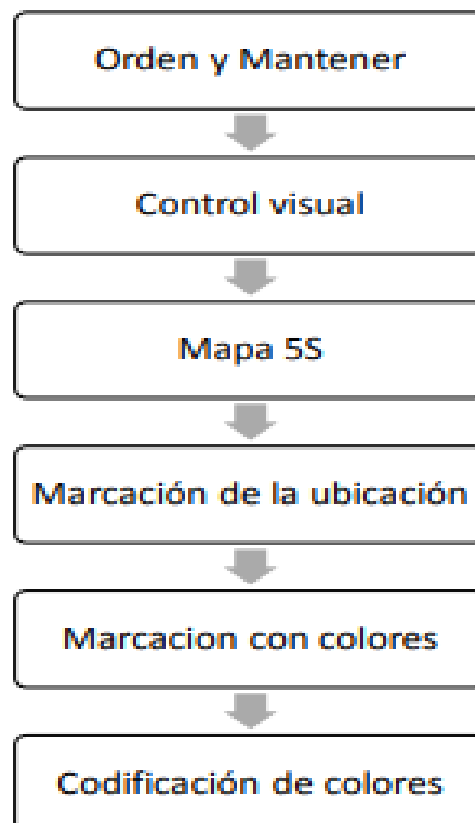 Orden y Mantener
Control visual
Mapa 5S
Marcación de la ubicación
Marcacion con colores
Codificación de colores